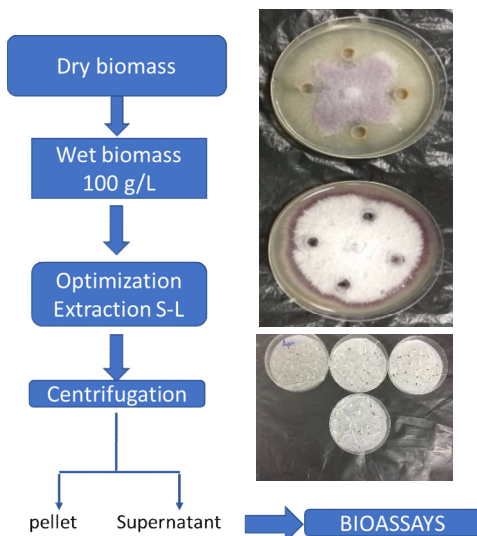 Dry biomass
Wet biomass
100 g/L
Optimization
Extraction S-L
Centrifugation
pellet
Supernatant
BIOASSAYS